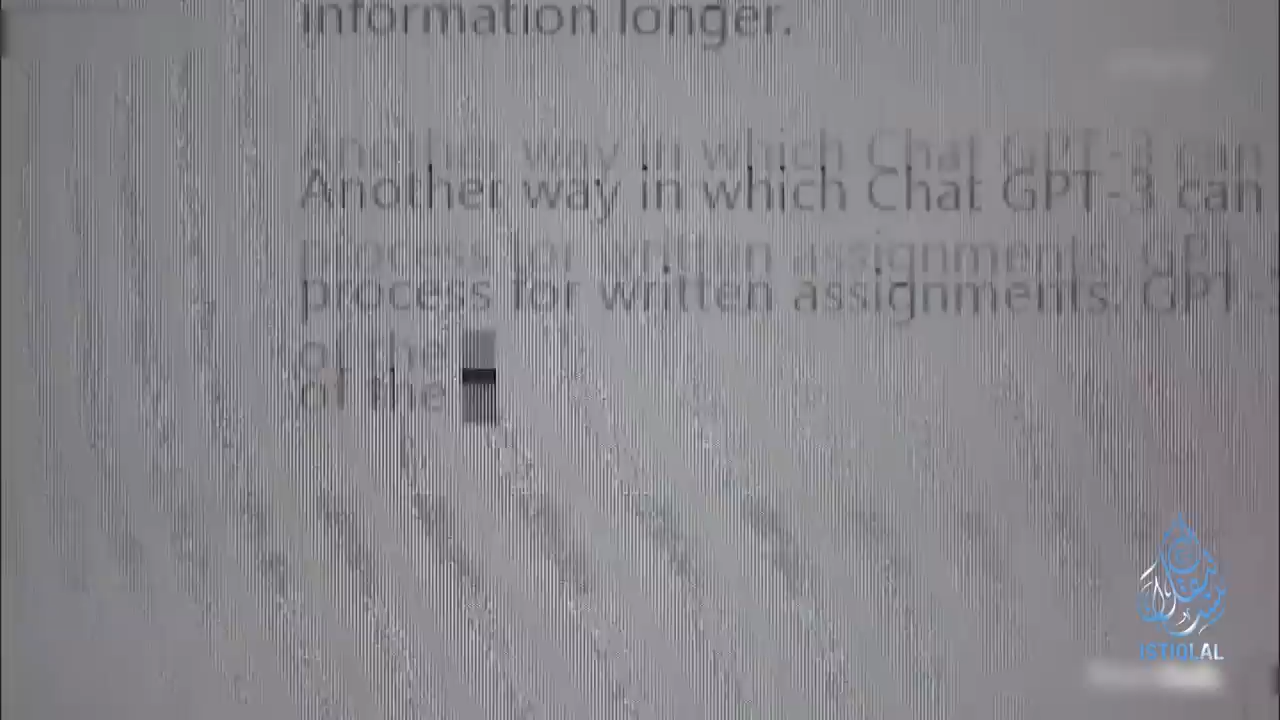 information longer.
Another way in which Chat GPT-3 can
process for written assignments. GPT-
of the
ISTIQLAL